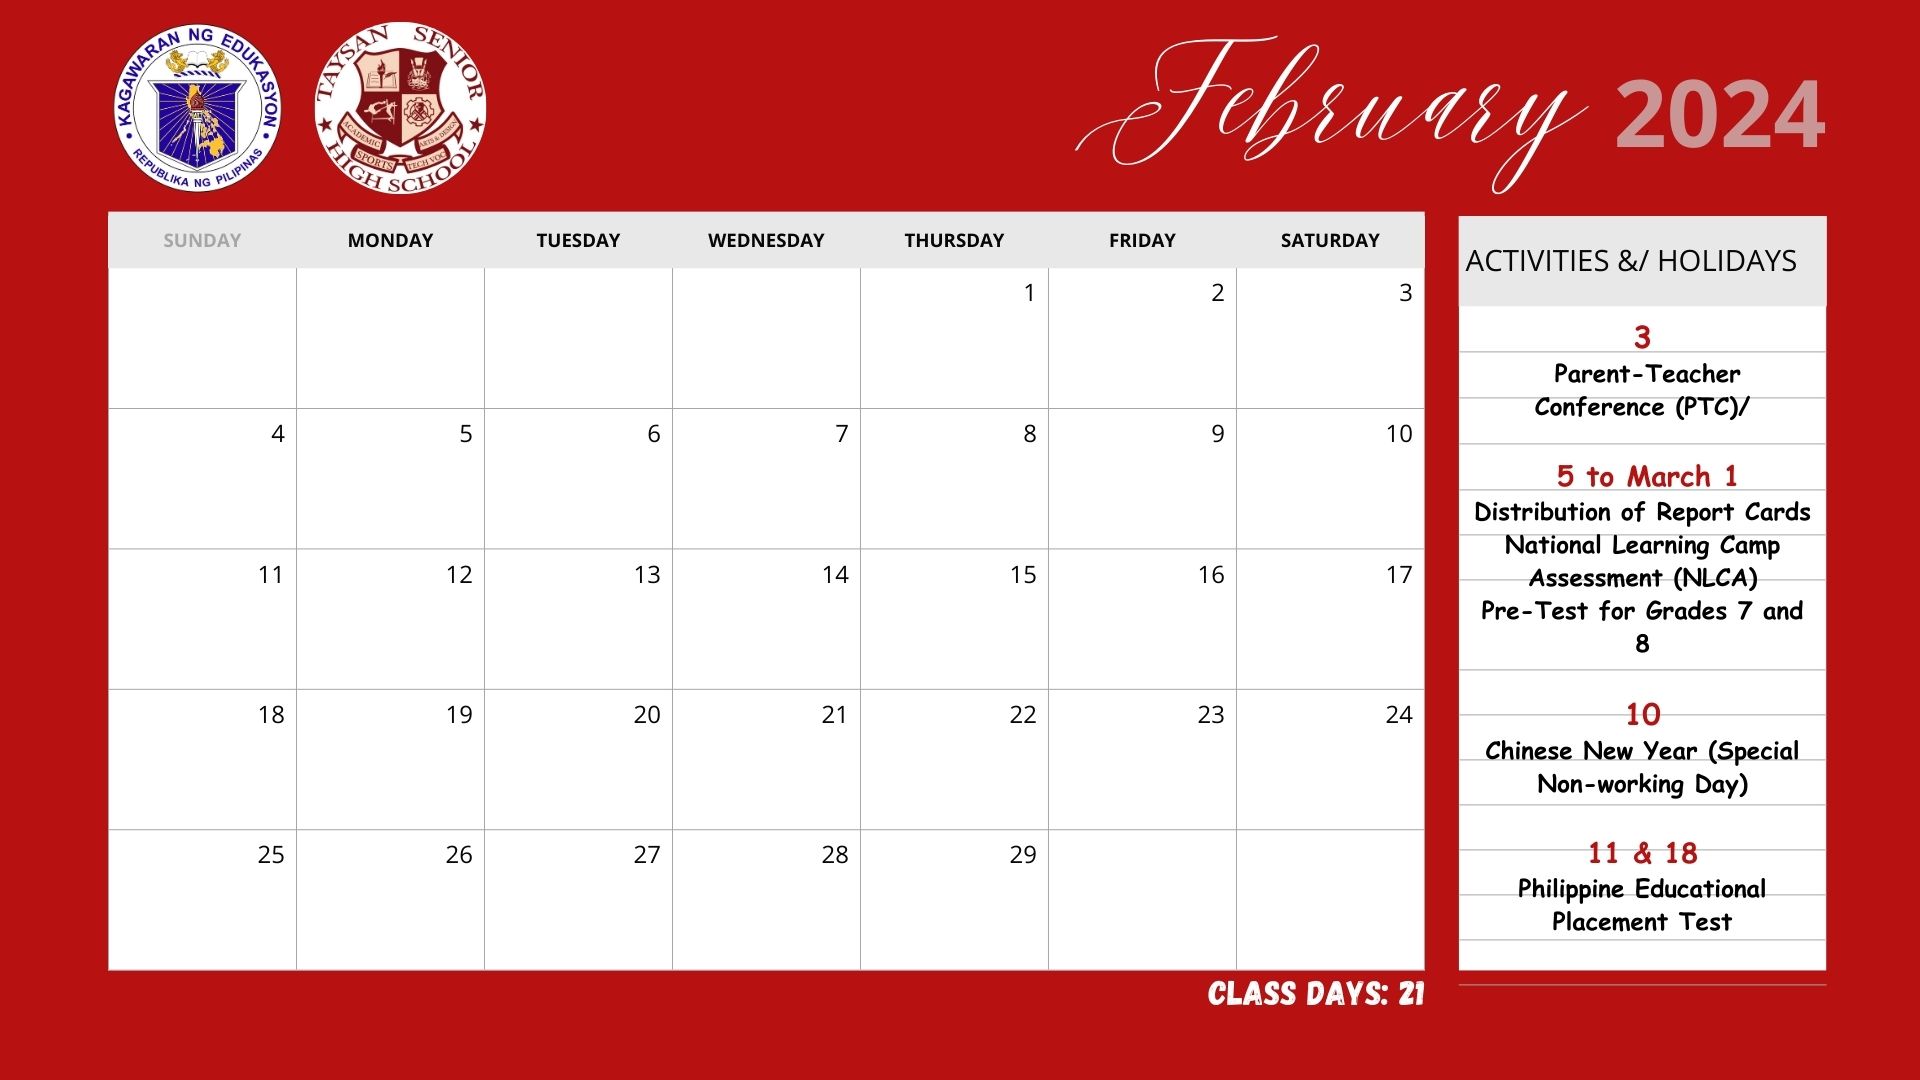 KAGAWARAN NG EDUKASYON
REPUBLIKA NG PILIPINAS
TAYSAN SENIOR
HIGH SCHOOL
ACADEMIC
SPORTS
TECH VOC
ARTS & DESIGN
February 2024
SUNDAY MONDAY TUESDAY WEDNESDAY THURSDAY FRIDAY SATURDAY
1 2 3
4 5 6 7 8 9 10
11 12 13 14 15 16 17
18 19 20 21 22 23 24
25 26 27 28 29
CLASS DAYS: 21
ACTIVITIES &/ HOLIDAYS
3
Parent-Teacher
Conference (PTC)/
5 to March 1
Distribution of Report Cards
National Learning Camp
Assessment (NLCA)
Pre-Test for Grades 7 and
8
10
Chinese New Year (Special
Non-working Day)
11 & 18
Philippine Educational
Placement Test